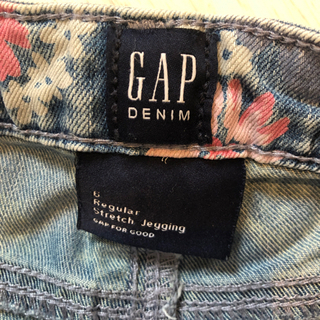 GAP
DENIM
6
Regular
Stretch Jegging
GAP FOR GOOD